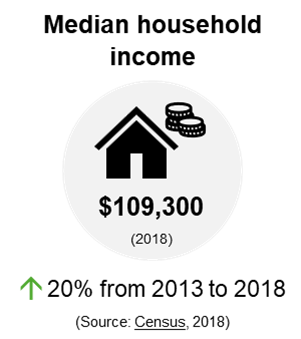 Median household
income
$109,300
(2018)
20% from 2013 to 2018
(Source: Census, 2018)